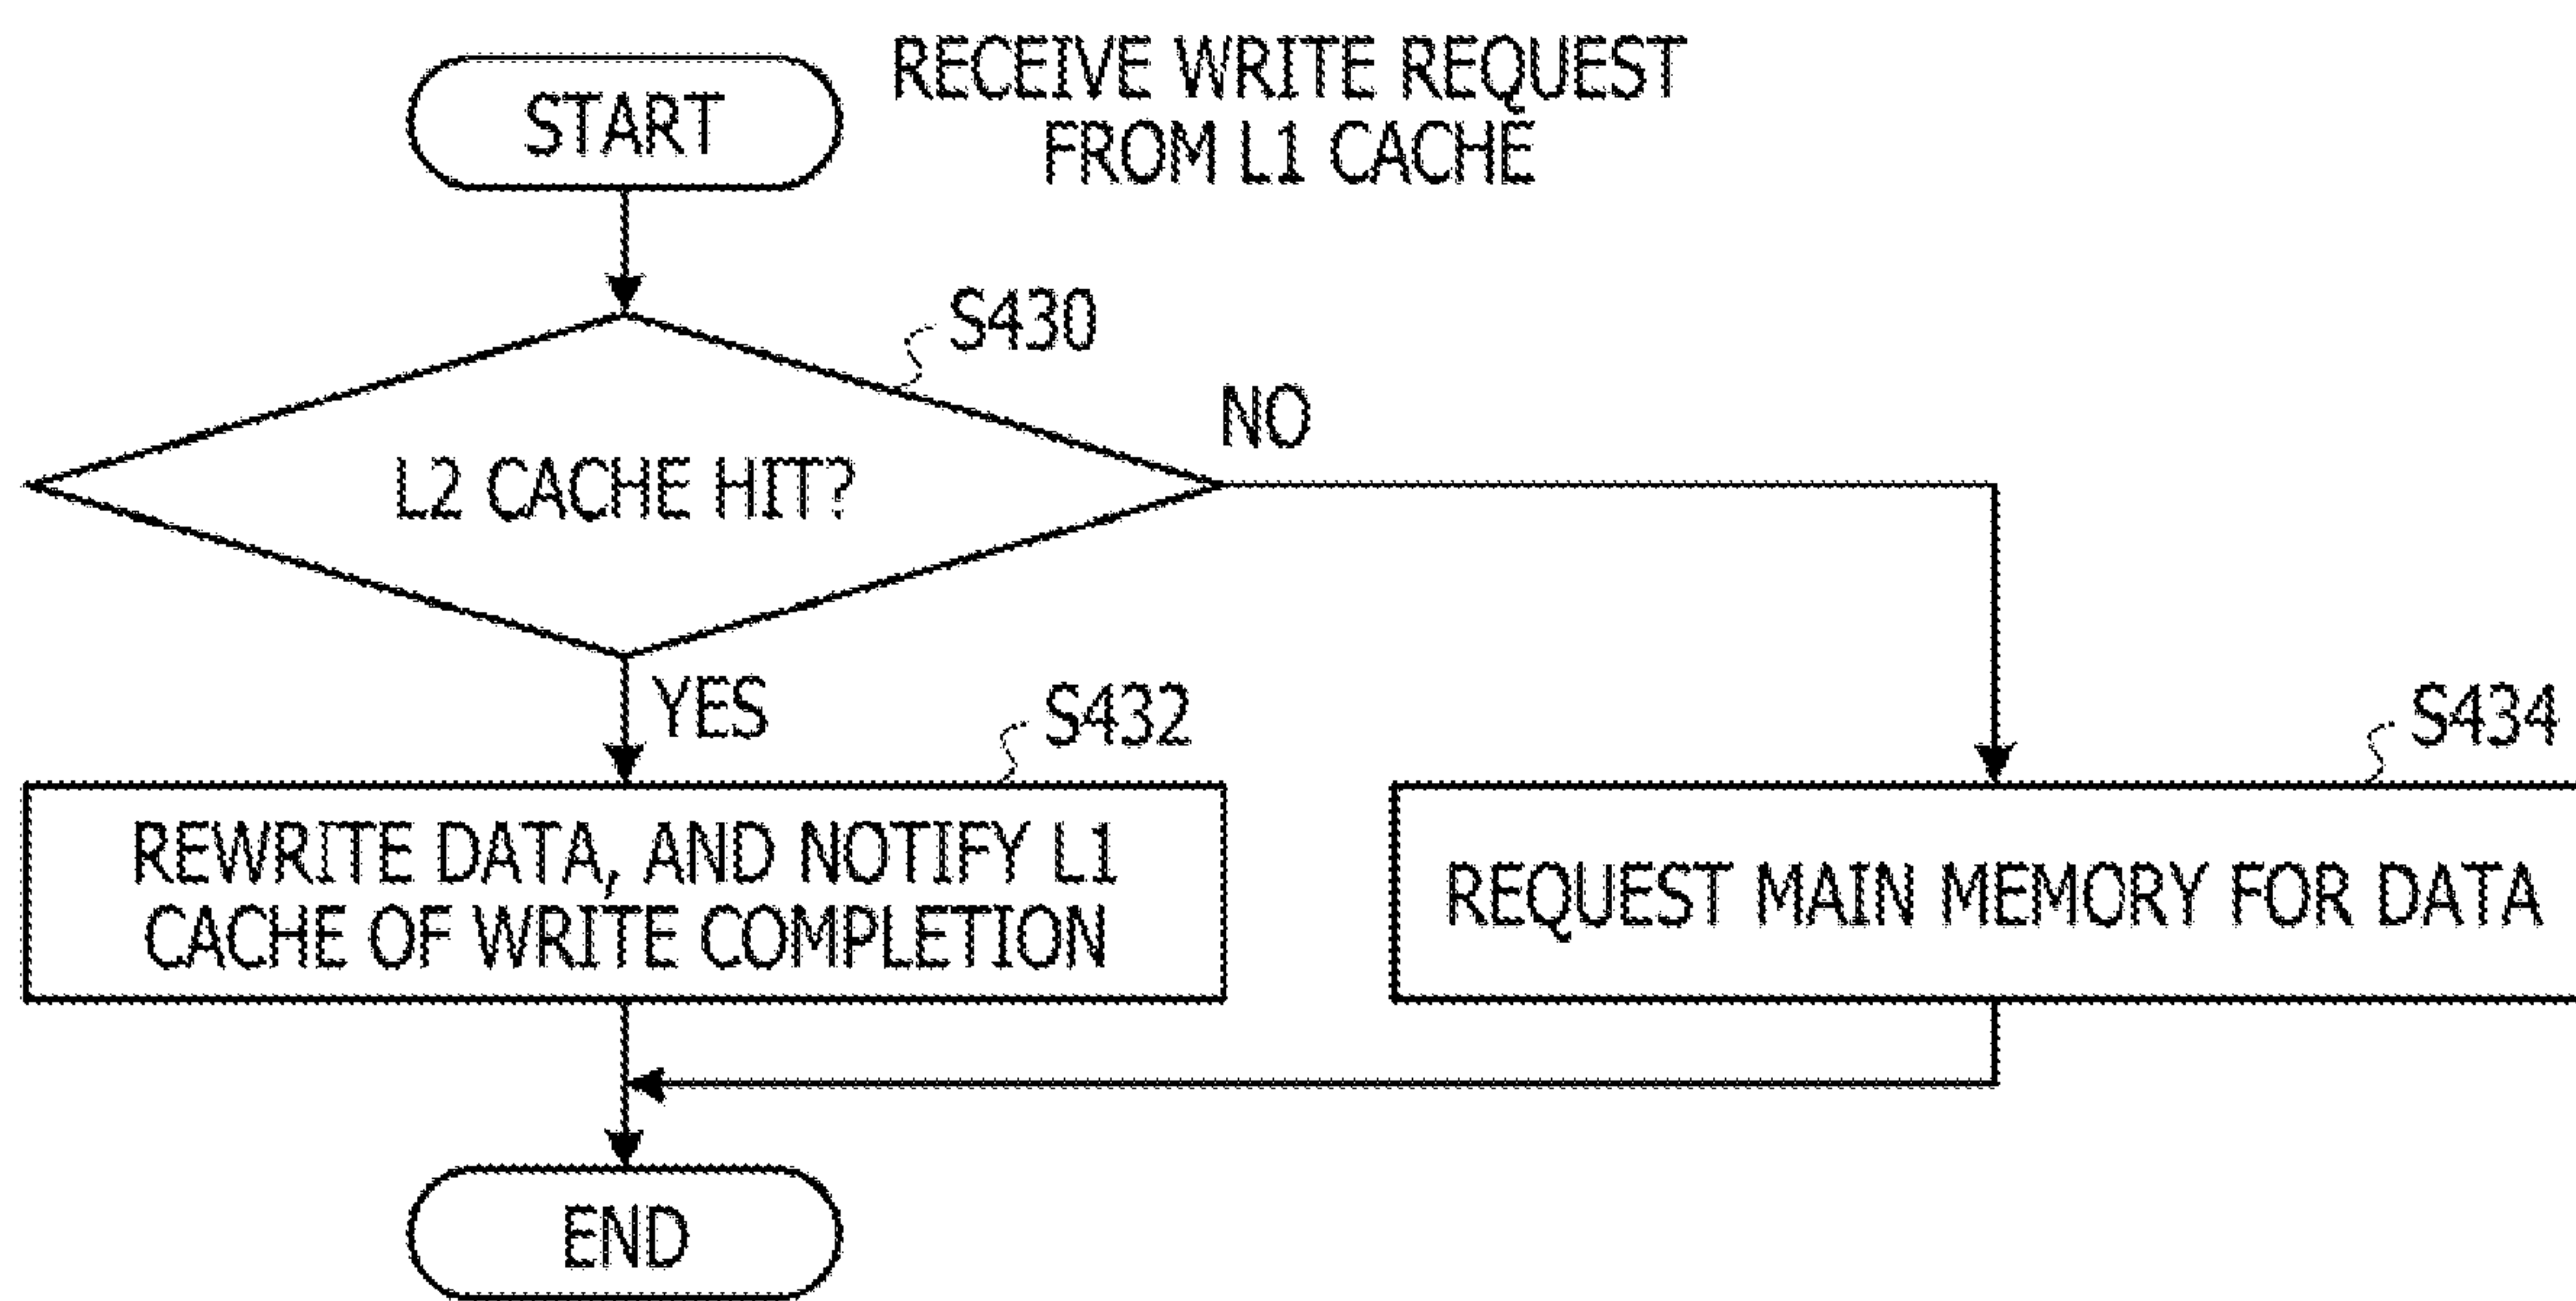 START
RECEIVE WRITE REQUEST
FROM L1 CACHE
S430
L2 CACHE HIT?
NO
YES
S432
S434
REWRITE DATA, AND NOTIFY L1
CACHE OF WRITE COMPLETION
REQUEST MAIN MEMORY FOR DATA
END